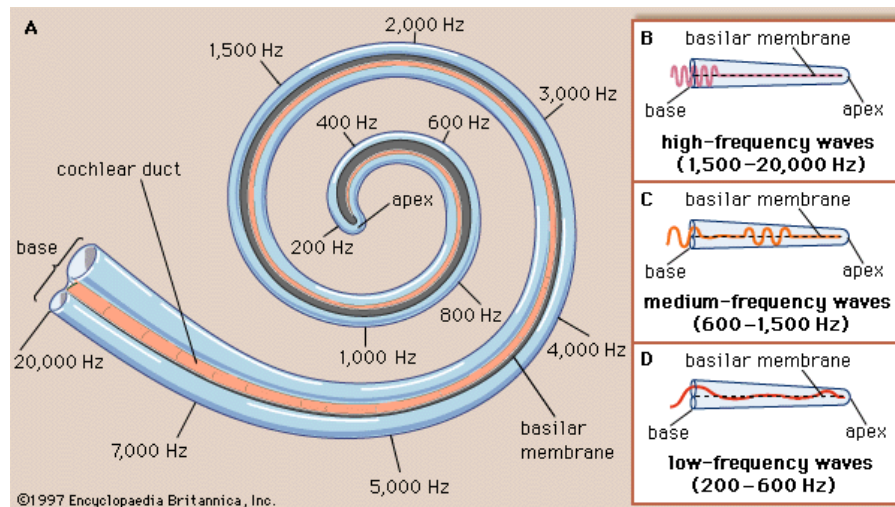 A
2,000 Hz
1,500 Hz
3,000 Hz
400 Hz
600 Hz
cochlear duct
apex
200 Hz
base
800 Hz
1,000 Hz
4,000 Hz
20,000 Hz
basilar
membrane
7,000 Hz
5,000 Hz
©1997 Encyclopaedia Britannica, Inc.
B
basilar membrane
base
apex
high-frequency waves
(1,500–20,000 Hz)
C
basilar membrane
base
apex
medium-frequency waves
(600–1,500 Hz)
D
basilar membrane
base
apex
low-frequency waves
(200–600 Hz)